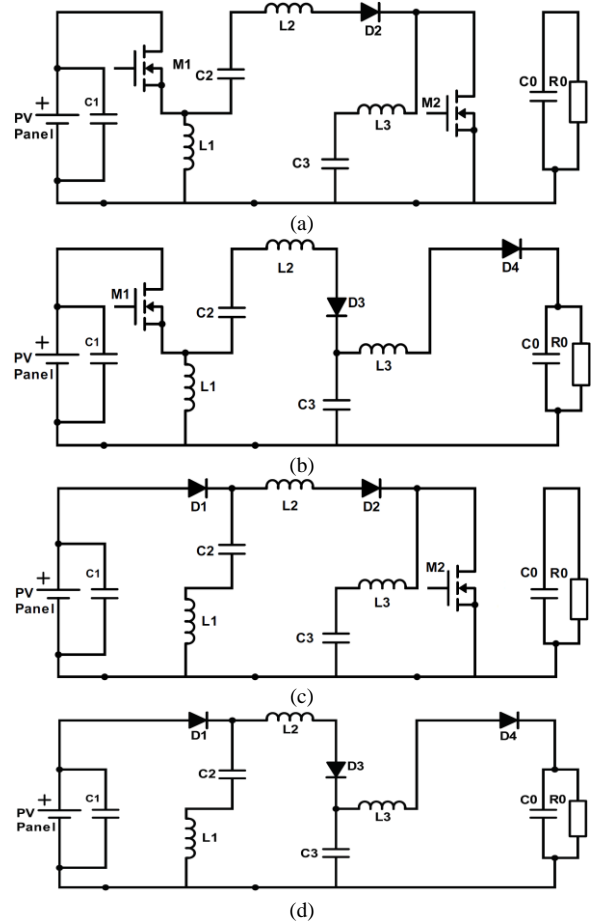 L2 D2
M1
C2
C0 R0
+
PV
Panel
C1
M2
L3
L1
C3
(a)
L2
D4
M1
C2
D3
+
PV
Panel
C1
C0 R0
L3
L1
C3
(b)
D1
L2
D2
C2
M2
+
PV
Panel
C1
C0 R0
L3
L1
C3
(c)
D1
L2
D4
D3
C2
+
PV
Panel
C1
C0 R0
L3
L1
C3
(d)